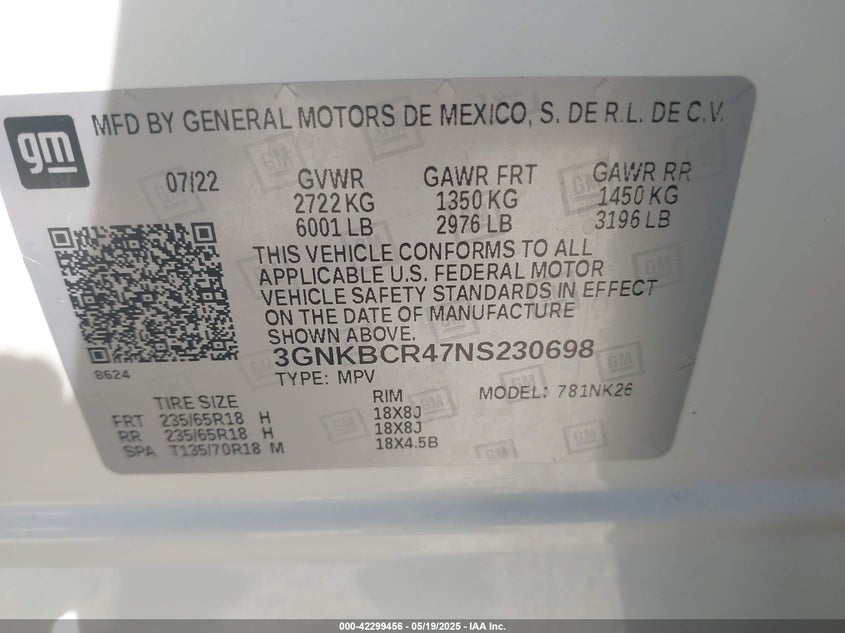 gm
MFD BY GENERAL MOTORS DE MEXICO, S. DE R.L. DE C.V.
07/22 GVWR GAWR FRT GAWR RR
2722 KG 1350 KG 1450 KG
6001 LB 2976 LB 3196 LB
THIS VEHICLE CONFORMS TO ALL
APPLICABLE U.S. FEDERAL MOTOR
VEHICLE SAFETY STANDARDS IN EFFECT
ON THE DATE OF MANUFACTURE
SHOWN ABOVE.
3GNKBCR47NS230698
8624
TYPE: MPV MODEL: 781NK26
TIRE SIZE RIM
FRT 235/65R18 H 18X8J
RR 235/65R18 H 18X8J
SPA T135/70R18 M 18X4.5B
000-42299456 - 05/19/2025 - IAA Inc.